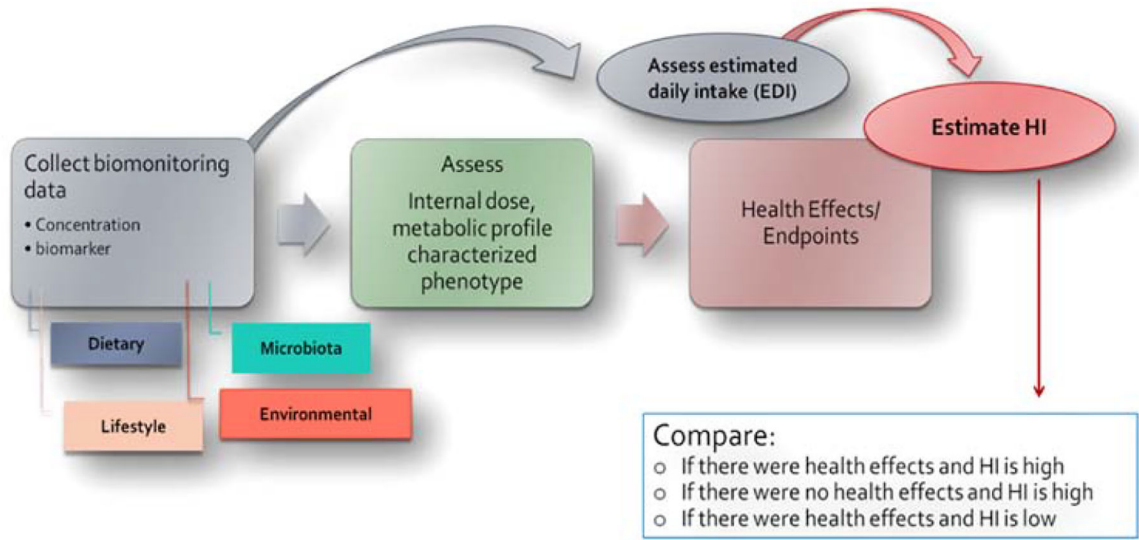 Assess estimated
daily intake (EDI)
Estimate HI
Collect biomonitoring
data
• Concentration
• biomarker
Assess
Internal dose,
metabolic profile
characterized
phenotype
Health Effects/
Endpoints
Dietary
Microbiota
Lifestyle
Environmental
Compare:
o If there were health effects and HI is high
o If there were no health effects and HI is high
o If there were health effects and HI is low